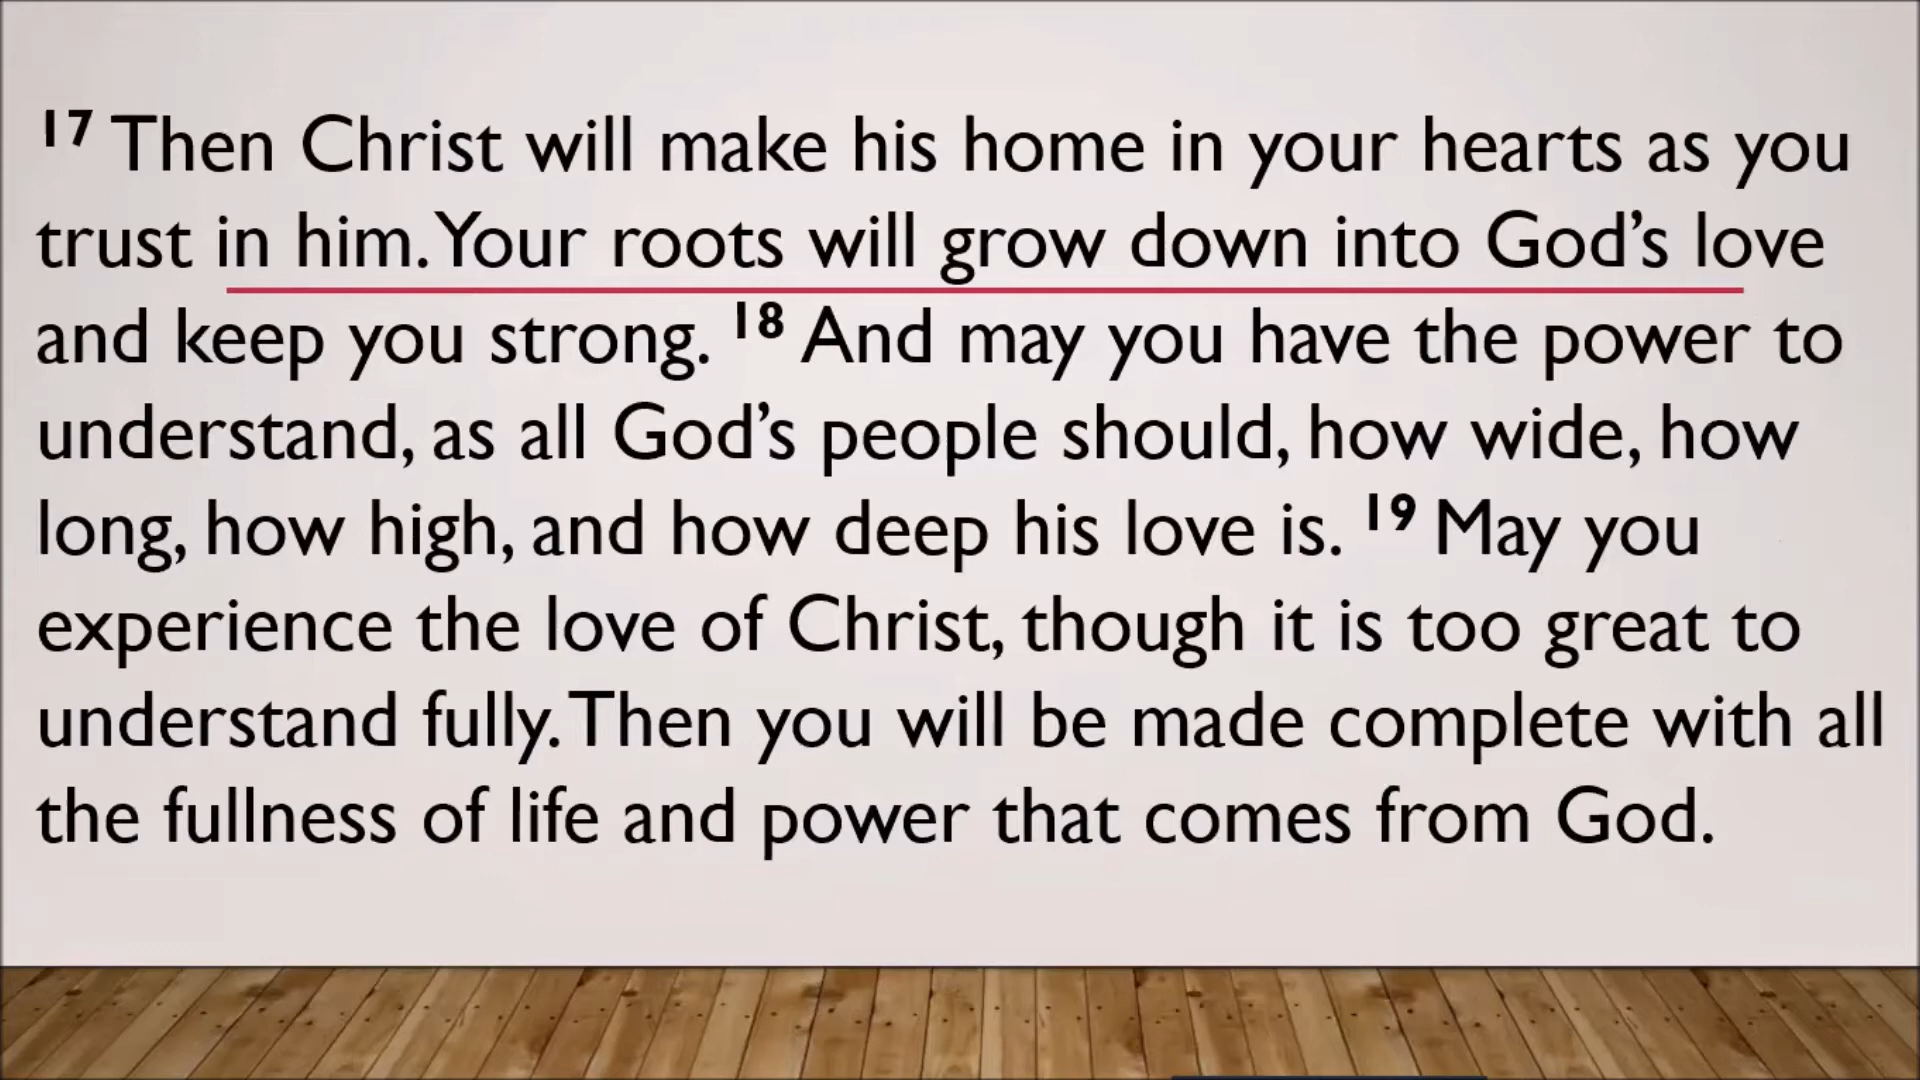 17 Then Christ will make his home in your hearts as you
trust in him. Your roots will grow down into God’s love
and keep you strong. 18 And may you have the power to
understand, as all God’s people should, how wide, how
long, how high, and how deep his love is. 19 May you
experience the love of Christ, though it is too great to
understand fully. Then you will be made complete with all
the fullness of life and power that comes from God.